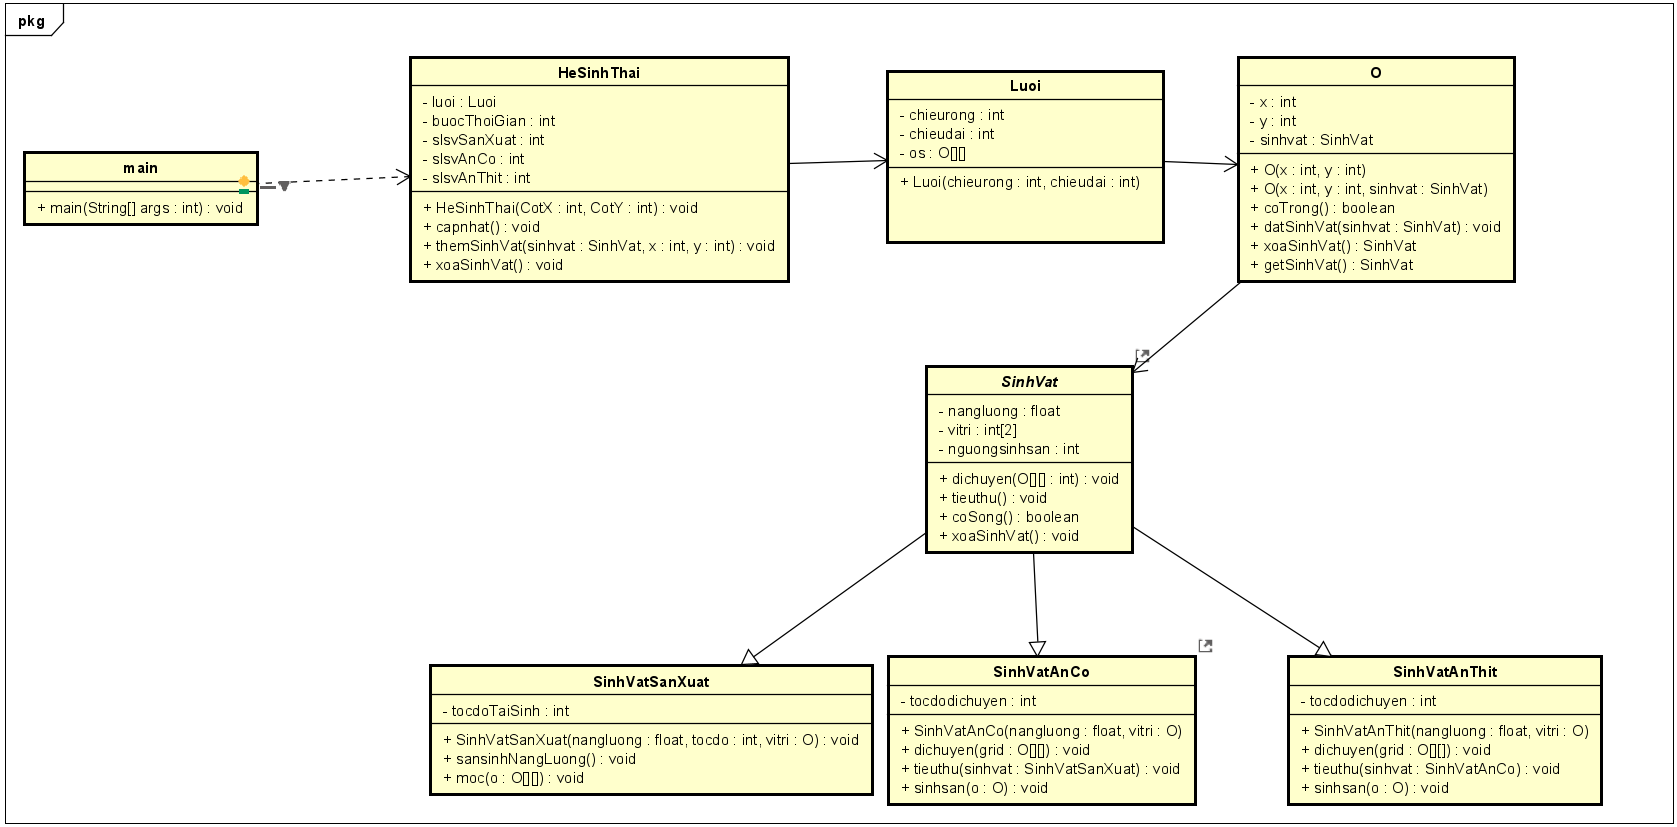 pkg
main
+ main(String[] args : int) : void
HeSinhThai
- luoi : Luoi
- buocThoiGian : int
- slsvSanXuat : int
- slsvAnCo : int
- slsvAnThit : int
+ HeSinhThai(CotX : int, CotY : int) : void
+ capnhat() : void
+ themSinhVat(sinhvat : SinhVat, x : int, y : int) : void
+ xoaSinhVat() : void
Luoi
- chieurong : int
- chieudai : int
- os : O[][]
+ Luoi(chieurong : int, chieudai : int)
O
- x : int
- y : int
- sinhvat : SinhVat
+ O(x : int, y : int)
+ O(x : int, y : int, sinhvat : SinhVat)
+ coTrong() : boolean
+ datSinhVat(sinhvat : SinhVat) : void
+ xoaSinhVat() : SinhVat
+ getSinhVat() : SinhVat
SinhVat
- nangluong : float
- vitri : int[2]
- nguongsinhsan : int
+ dichuyen(O[][] : int) : void
+ tieuthu() : void
+ coSong() : boolean
+ xoaSinhVat() : void
SinhVatSanXuat
- tocdoTaiSinh : int
+ SinhVatSanXuat(nangluong : float, tocdo : int, vitri : O) : void
+ sansinhNangLuong() : void
+ moc(o : O[][]) : void
SinhVatAnCo
- tocdodichuyen : int
+ SinhVatAnCo(nangluong : float, vitri : O)
+ dichuyen(grid : O[][]) : void
+ tieuthu(sinhvat : SinhVatSanXuat) : void
+ sinhsan(o : O) : void
SinhVatAnThit
- tocdodichuyen : int
+ SinhVatAnThit(nangluong : float, vitri : O)
+ dichuyen(grid : O[][]) : void
+ tieuthu(sinhvat : SinhVatAnCo) : void
+ sinhsan(o : O) : void